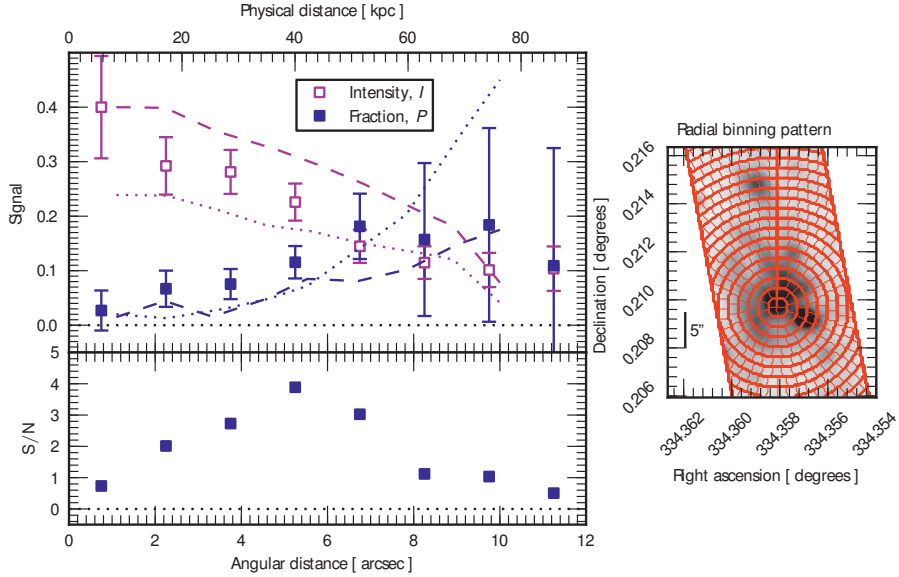 Physical distance [ kpc]
0 20 40 60 80
Signal
0.4
0.3
0.2
0.1
0.0
Intensity, I
Fraction, P
S/N
5
4
3
2
1
0
0 2 4 6 8 10 12
Angular distance [ arcsec]
Radial binning pattern
Declination [ degrees]
0.216
0.214
0.212
0.210
0.208
0.206
5"
334.362 334.360 334.358 334.356 334.354
Right ascension [ degrees]